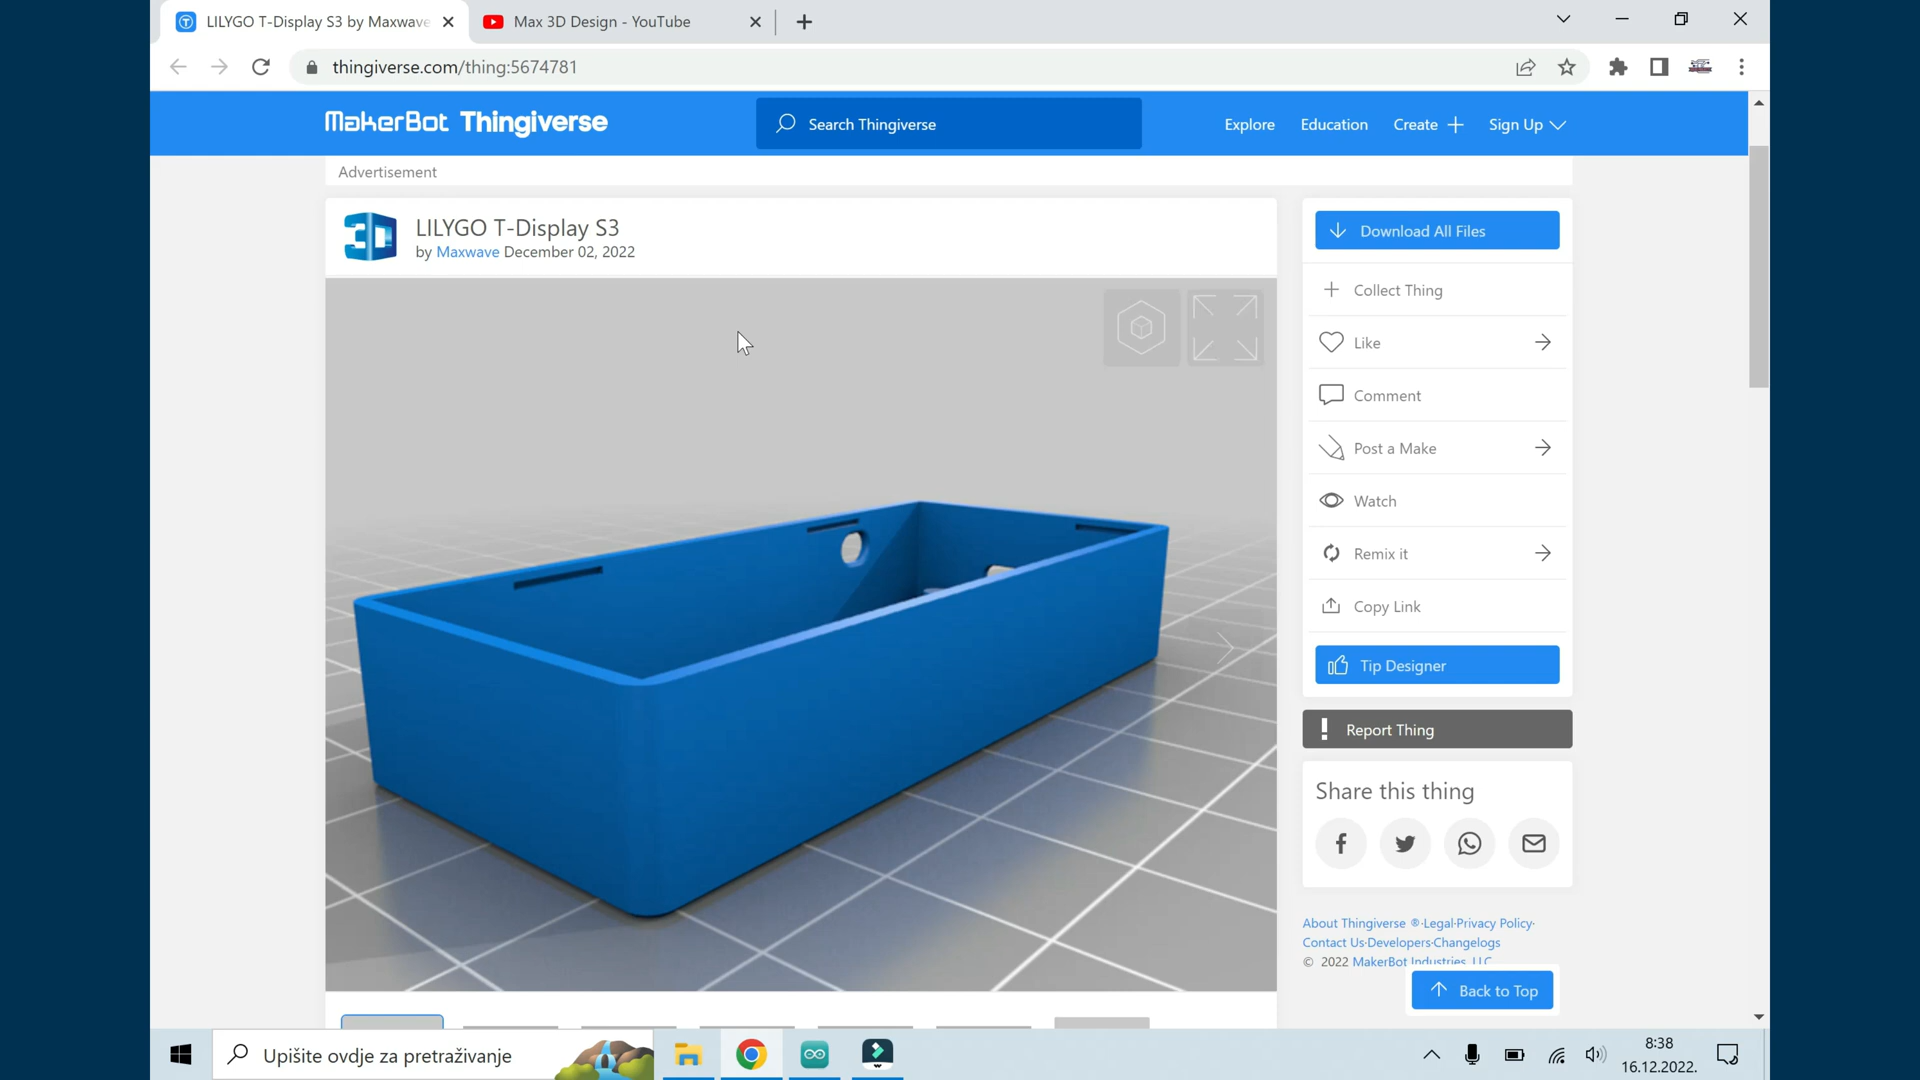 LILYGO T-Display S3 by Maxwave
Max 3D Design - YouTube
thingiverse.com/thing:5674781
MakerBot Thingiverse
Search Thingiverse
Explore
Education
Create
Sign Up
Advertisement
3D
LILYGO T-Display S3
by Maxwave December 02, 2022
Download All Files
Collect Thing
Like
Comment
Post a Make
Watch
Remix it
Copy Link
Tip Designer
Report Thing
Share this thing
About Thingiverse ®·Legal·Privacy Policy·
Contact Us·Developers·Changelogs
© 2022 MakerBot Industries, LLC
Back to Top
Upišite ovdje za pretraživanje
8:38
16.12.2022.